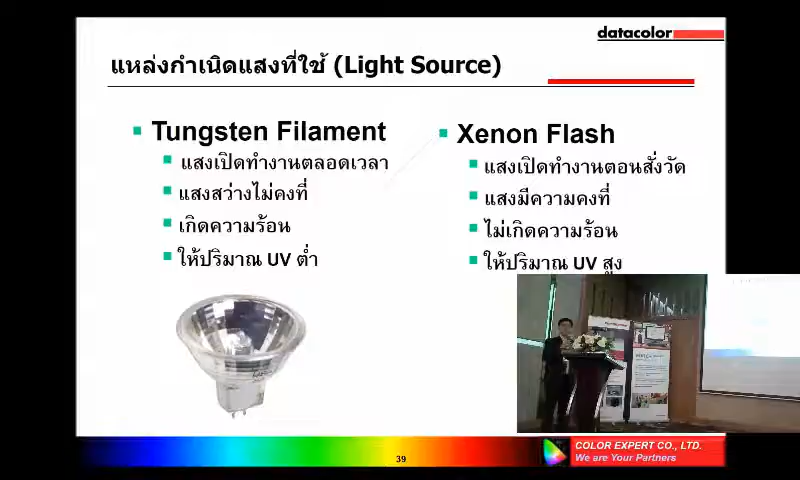 datacolor
แหล่งกำเนิดแสงที่ใช้ (Light Source)
Tungsten Filament
แสงเปิดทำงานตลอดเวลา
แสงสว่างไม่คงที่
เกิดความร้อน
ให้ปริมาณ UV ต่ำ
Xenon Flash
แสงเปิดทำงานตอนสั่งวัด
แสงมีความคงที่
ไม่เกิดความร้อน
ให้ปริมาณ UV สูง
39
COLOR EXPERT CO., LTD.
We are Your Partners